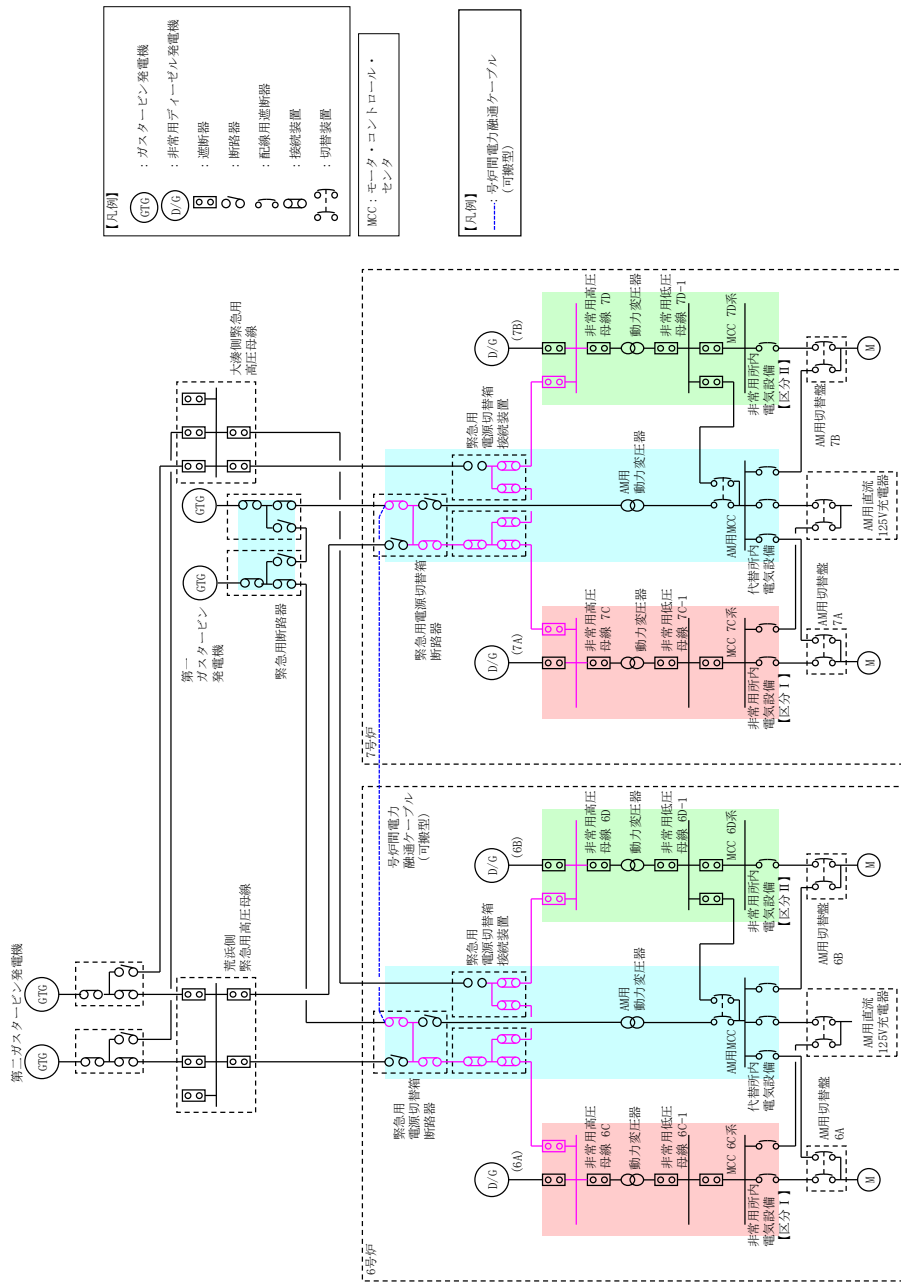 【凡例】
GTG
：ガスタービン発電機
D/G
：非常用ディーゼル発電機
：遮断器
：断路器
：配線用遮断器
：接続装置
：切替装置
MCC：モータ・コントロール・
センタ
【凡例】
：号炉間電力融通ケーブル
（可搬型）
第二ガスタービン発電機
GTG
GTG
荒浜側
緊急用高圧母線
第一
ガスタービン
発電機
GTG
GTG
緊急用断路器
大湊側緊急用
高圧母線
6号炉
緊急用
電源切替箱
断路器
号炉間電力
融通ケーブル
（可搬型）
緊急用
電源切替箱
接続装置
D/G
(6A)
D/G
(6B)
非常用高圧
母線 6C
動力変圧器
非常用低圧
母線 6C-1
MCC 6C系
非常用所内
電気設備
【区分Ⅰ】
AM用
動力変圧器
AM用MCC
代替所内
電気設備
非常用高圧
母線 6D
動力変圧器
非常用低圧
母線 6D-1
MCC 6D系
非常用所内
電気設備
【区分Ⅱ】
AM用切替盤
6A
M
AM用直流
125V充電器
AM用切替盤
6B
M
7号炉
緊急用電源切替箱
断路器
緊急用
電源切替箱
接続装置
D/G
(7A)
D/G
(7B)
非常用高圧
母線 7C
動力変圧器
非常用低圧
母線 7C-1
MCC 7C系
非常用所内
電気設備
【区分Ⅰ】
AM用
動力変圧器
AM用MCC
代替所内
電気設備
非常用高圧
母線 7D
動力変圧器
非常用低圧
母線 7D-1
MCC 7D系
非常用所内
電気設備
【区分Ⅱ】
AM用切替盤
7A
M
AM用直流
125V充電器
AM用切替盤
7B
M